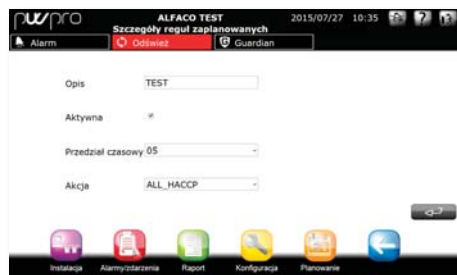 pwpro ALFACO TEST 2015/07/27 10:35 ?
Szczegóły reguł zaplanowanych
Alarm Odśwież Guardian
Opis TEST
Aktywna
Przedział czasowy 05
Akcja ALL_HACCP
Instalacja Alarmy/zdarzenia Raport Konfiguracja Planowanie